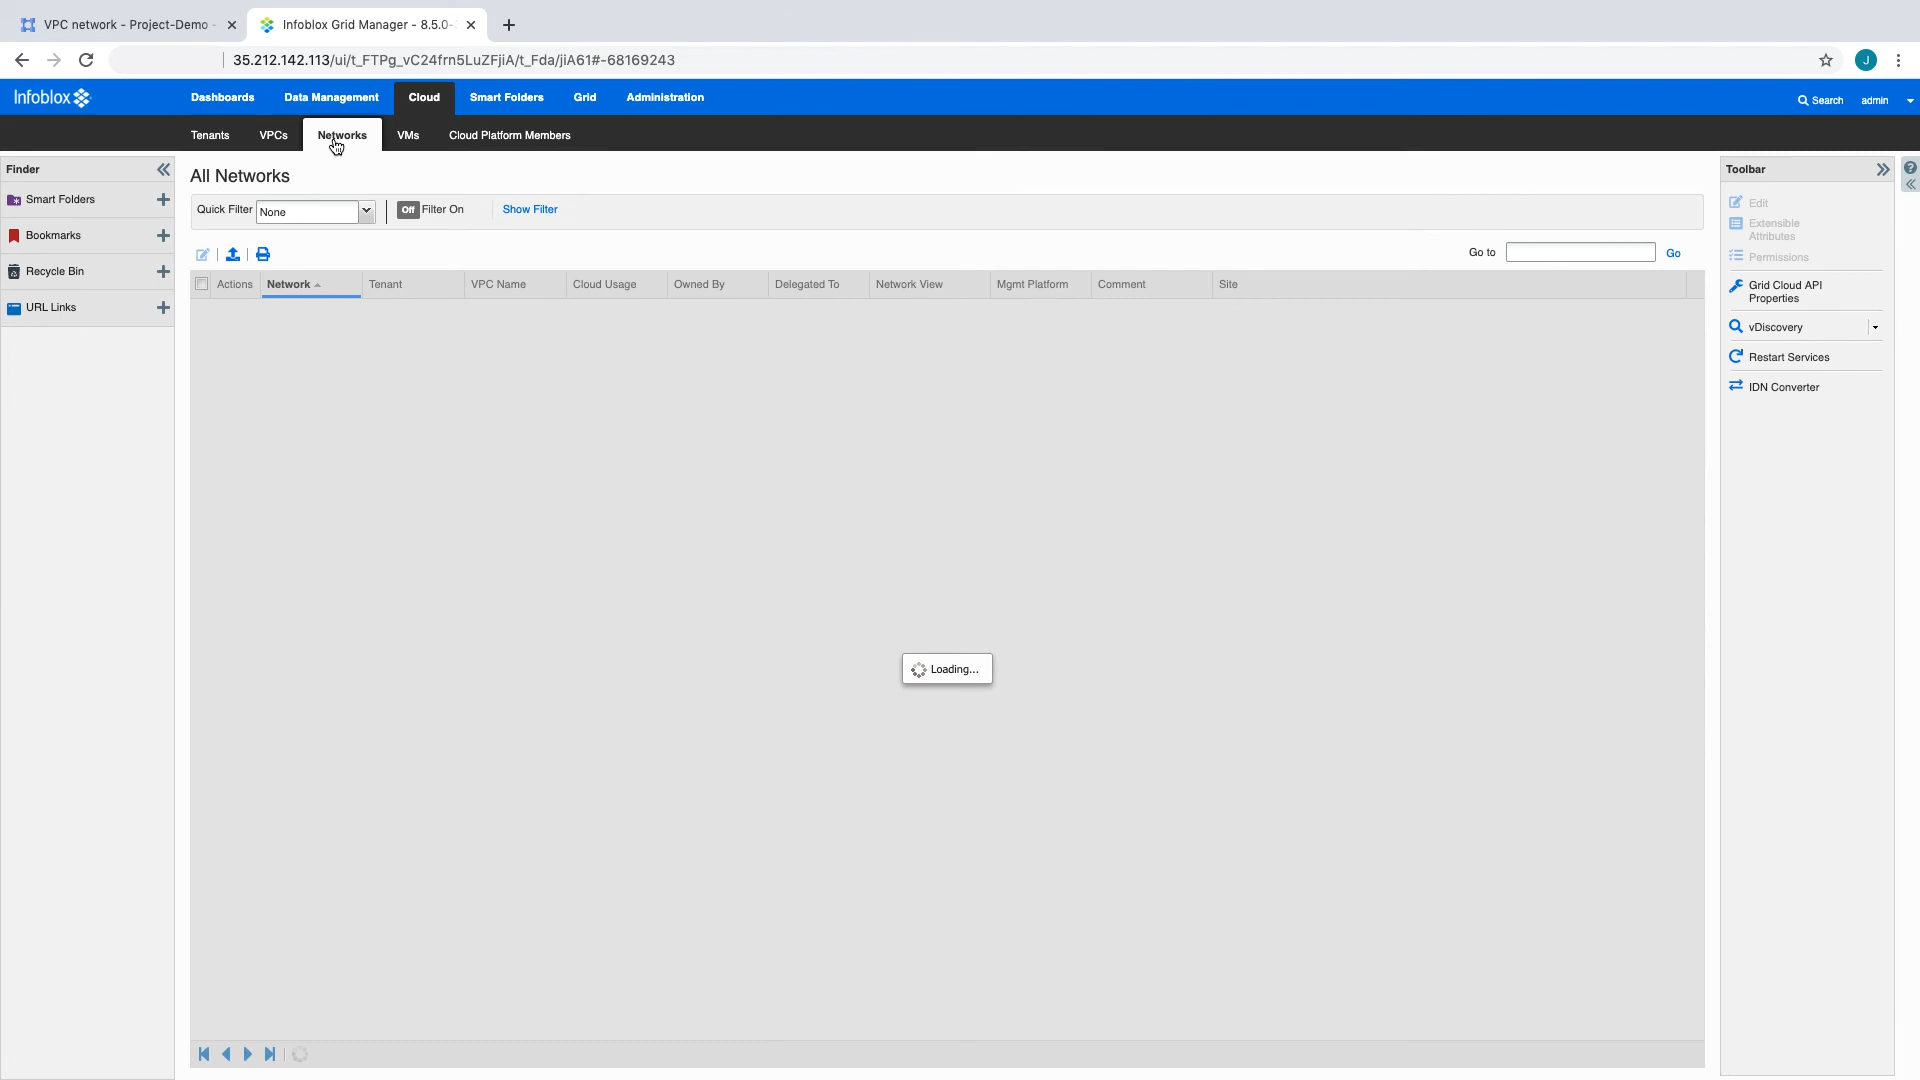 VPC network - Project-Demo -
Infoblox Grid Manager - 8.5.0-
35.212.142.113/ui/t_FTPg_vC24frn5LuZFjiA/t_Fda/jiA61#-68169243
J
Infoblox
Dashboards
Data Management
Cloud
Smart Folders
Grid
Administration
Search
admin
Tenants
VPCs
Networks
VMs
Cloud Platform Members
Finder
Smart Folders
Bookmarks
Recycle Bin
URL Links
All Networks
Quick Filter
None
Off
Filter On
Show Filter
Go to
Go
Actions
Network
Tenant
VPC Name
Cloud Usage
Owned By
Delegated To
Network View
Mgmt Platform
Comment
Site
Loading...
Toolbar
Edit
Extensible
Attributes
Permissions
Grid Cloud API
Properties
vDiscovery
Restart Services
IDN Converter